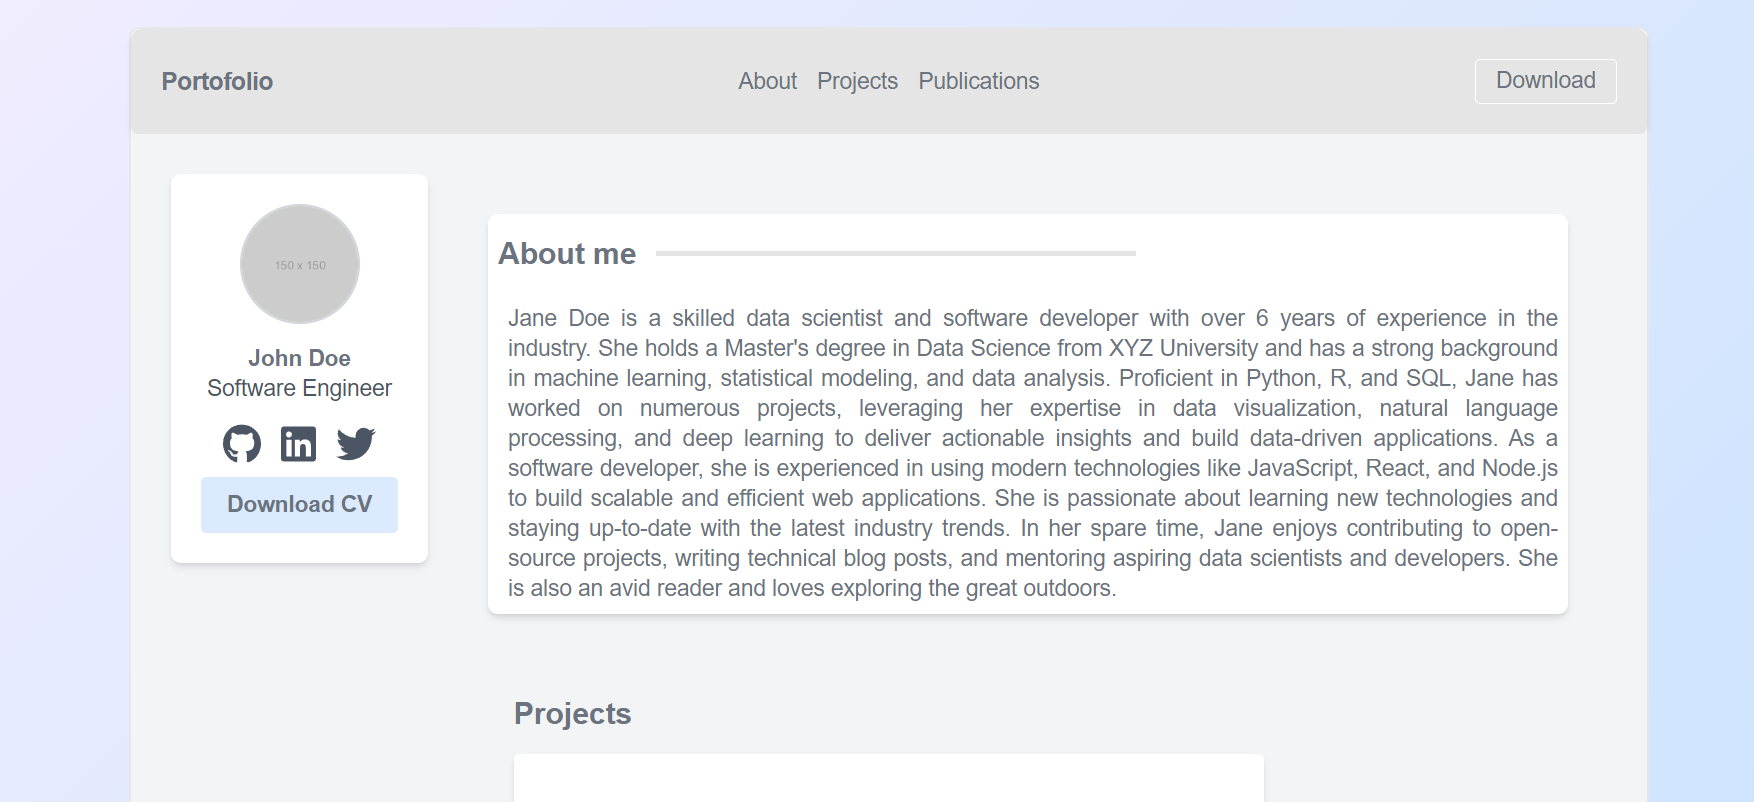 Portofolio
About Projects Publications
Download
150 x 150
John Doe
Software Engineer
in
Download CV
About me
Jane Doe is a skilled data scientist and software developer with over 6 years of experience in the
industry. She holds a Master's degree in Data Science from XYZ University and has a strong background
in machine learning, statistical modeling, and data analysis. Proficient in Python, R, and SQL, Jane has
worked on numerous projects, leveraging her expertise in data visualization, natural language
processing, and deep learning to deliver actionable insights and build data-driven applications. As a
software developer, she is experienced in using modern technologies like JavaScript, React, and Node.js
to build scalable and efficient web applications. She is passionate about learning new technologies and
staying up-to-date with the latest industry trends. In her spare time, Jane enjoys contributing to open-
source projects, writing technical blog posts, and mentoring aspiring data scientists and developers. She
is also an avid reader and loves exploring the great outdoors.
Projects